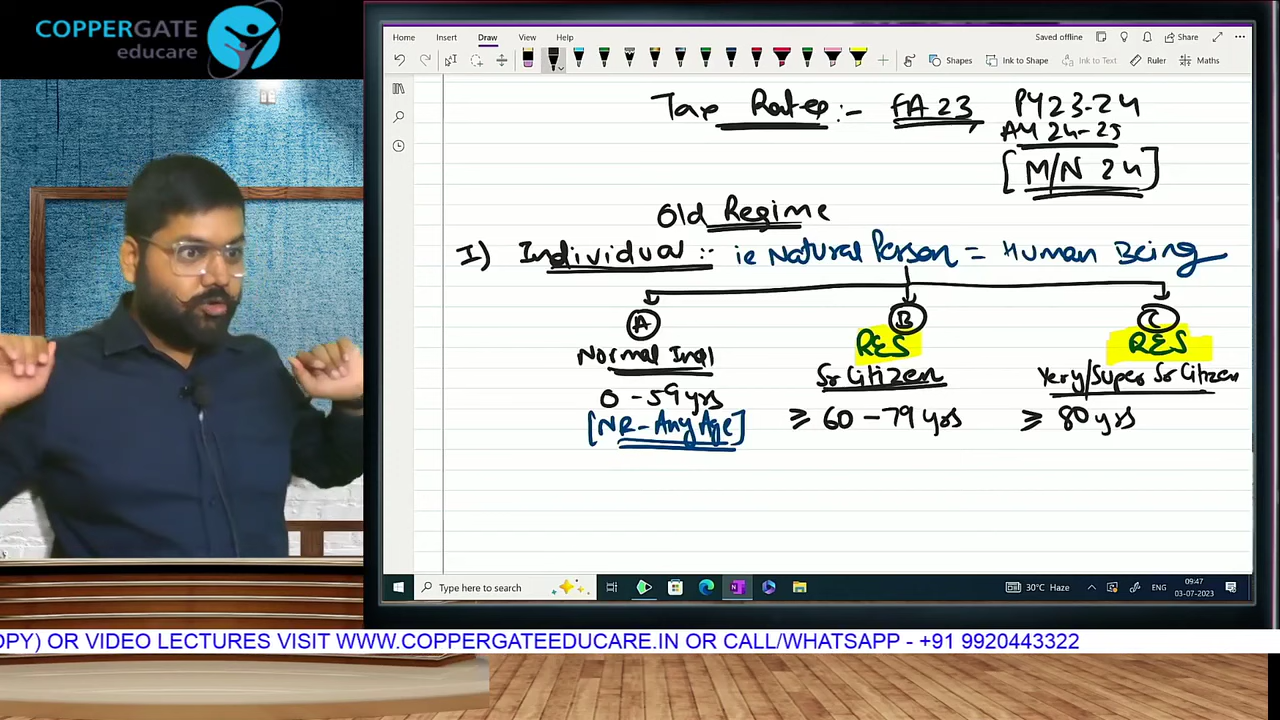 COPPERGATE
educare
Home Insert Draw View Help
Saved offline
Share
Shapes
Ink to Shape
Ink to Text
Ruler
Maths
Tax Rates :- FA 23 PY 23-24
AY 24-25
[M/N 24]
Old Regime
I) Individual :- ie Natural Person = Human Being
A B C
RES RES
Normal Indl Sr Citizen Very/Super Sr Citizen
0 - 59 yrs ≥ 60 - 79 yrs ≥ 80 yrs
[NR - Any Age]
Type here to search
30°C Haze
ENG
09:47
03-07-2023
OPY) OR VIDEO LECTURES VISIT WWW.COPPERGATEEDUCARE.IN OR CALL/WHATSAPP - +91 9920443322